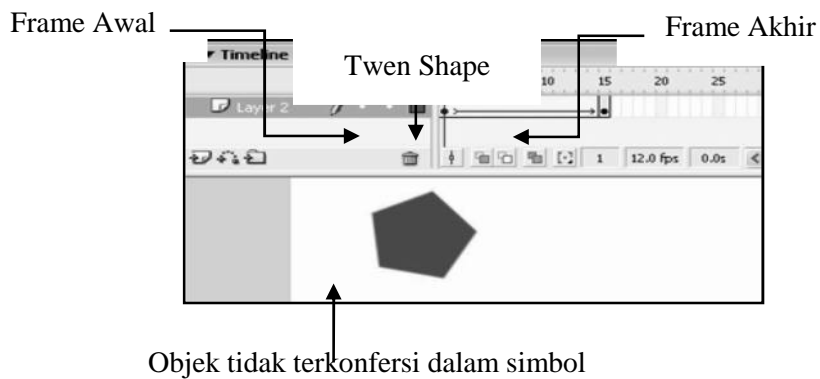 Frame Awal
Frame Akhir
Timeline
Twen Shape
10 15 20 25
Layer 2
1 12.0 fps 0.0s
Objek tidak terkonfersi dalam simbol